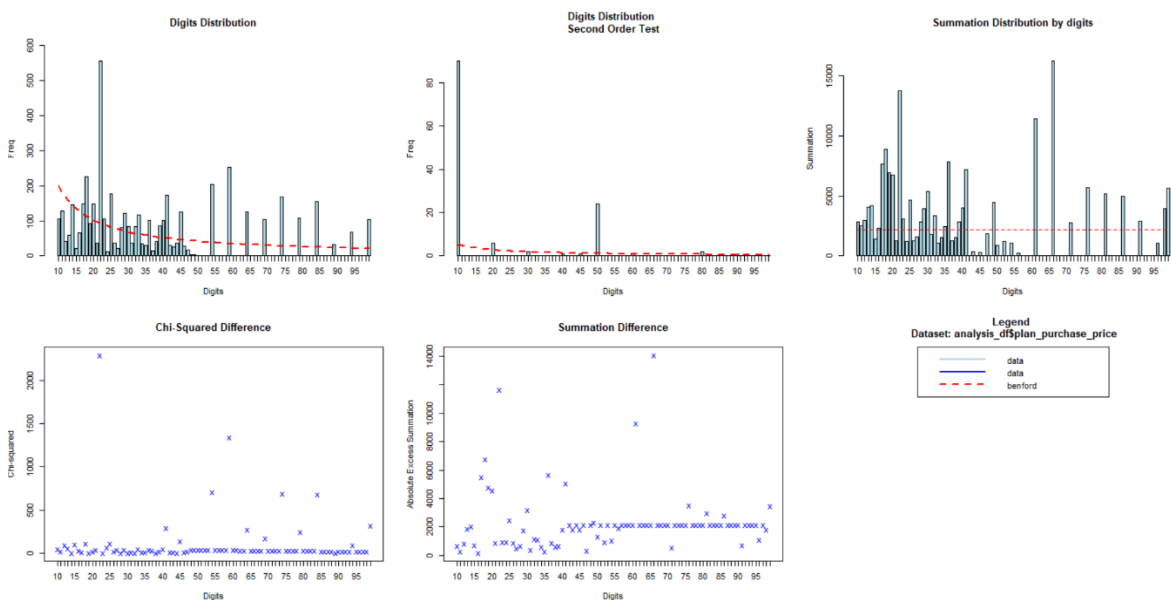 Digits Distribution
Freq
600
500
400
300
200
100
0
10 15 20 25 30 35 40 45 50 55 60 65 70 75 80 85 90 95
Digits
Digits Distribution
Second Order Test
Freq
80
60
40
20
0
10 15 20 25 30 35 40 45 50 55 60 65 70 75 80 85 90 95
Digits
Summation Distribution by digits
Summation
15000
10000
5000
0
10 15 20 25 30 35 40 45 50 55 60 65 70 75 80 85 90 95
Digits
Chi-Squared Difference
Chi-squared
2000
1500
1000
500
0
10 15 20 25 30 35 40 45 50 55 60 65 70 75 80 85 90 95
Digits
Summation Difference
Absolute Excess Summation
14000
10000
8000
6000
4000
2000
0
10 15 20 25 30 35 40 45 50 55 60 65 70 75 80 85 90 95
Digits
Legend
Dataset: analysis_df$plan_purchase_price
data
data
benford